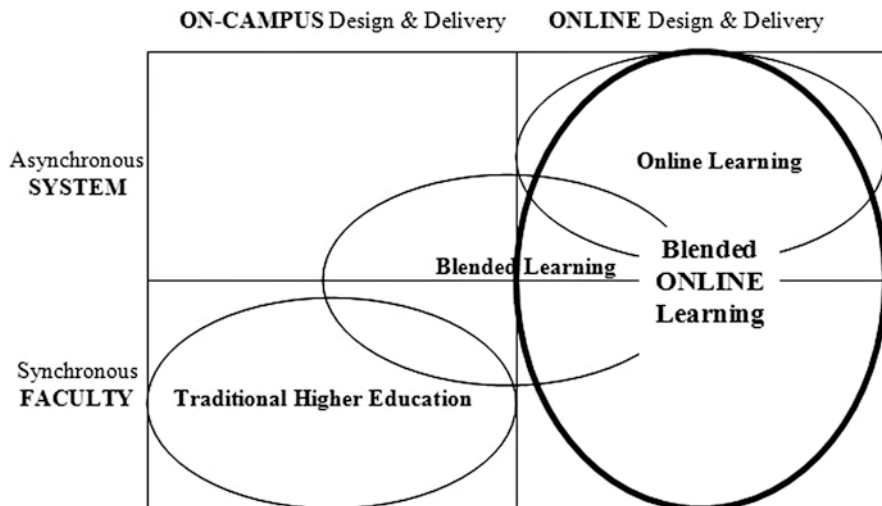 ON-CAMPUS Design & Delivery
ONLINE Design & Delivery
Asynchronous
SYSTEM
Online Learning
Blended Learning
Blended
ONLINE
Learning
Synchronous
FACULTY
Traditional Higher Education